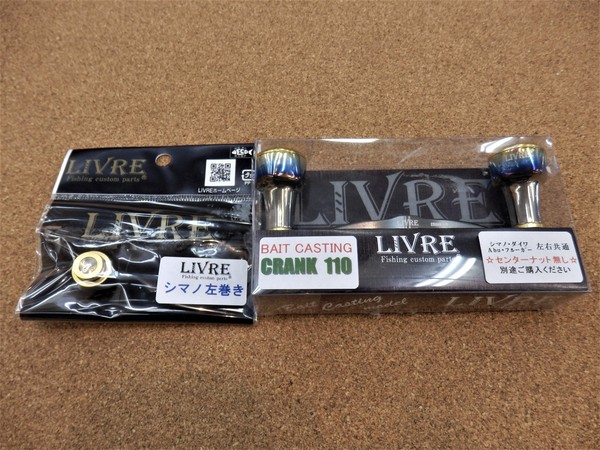 LIVRE
Fishing custom parts
LIVREホームページ
LIVRE
LIVRE
Fishing custom parts
シマノ左巻き
LIVRE
BAIT CASTING
CRANK 110
LIVRE
Fishing custom parts
シマノ・ダイワ
Abu・フルーガー 左右共通
☆センターナット無し☆
別途ご購入ください